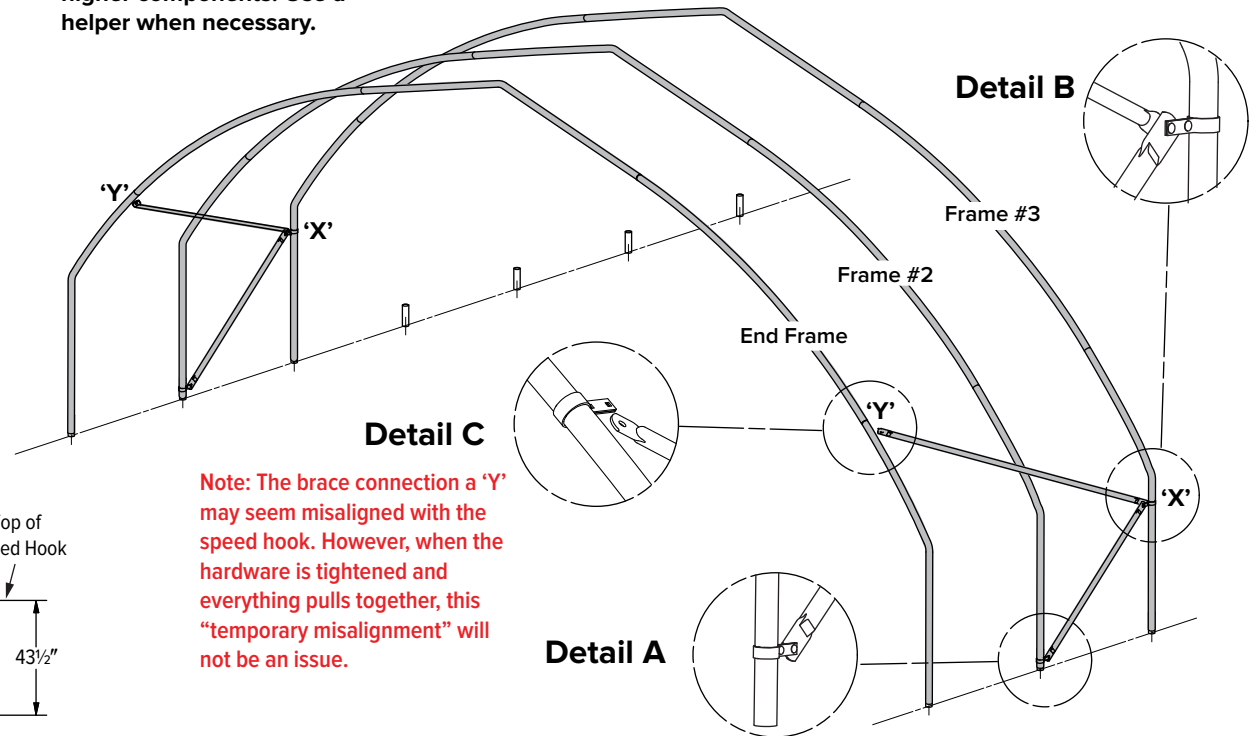 helper when necessary.
Detail B
'Y'
'X'
Frame #3
Frame #2
End Frame
'Y'
Detail C
'X'
Note: The brace connection a 'Y'
may seem misaligned with the
speed hook. However, when the
hardware is tightened and
everything pulls together, this
“temporary misalignment” will
not be an issue.
of
Hook
43½″
Detail A